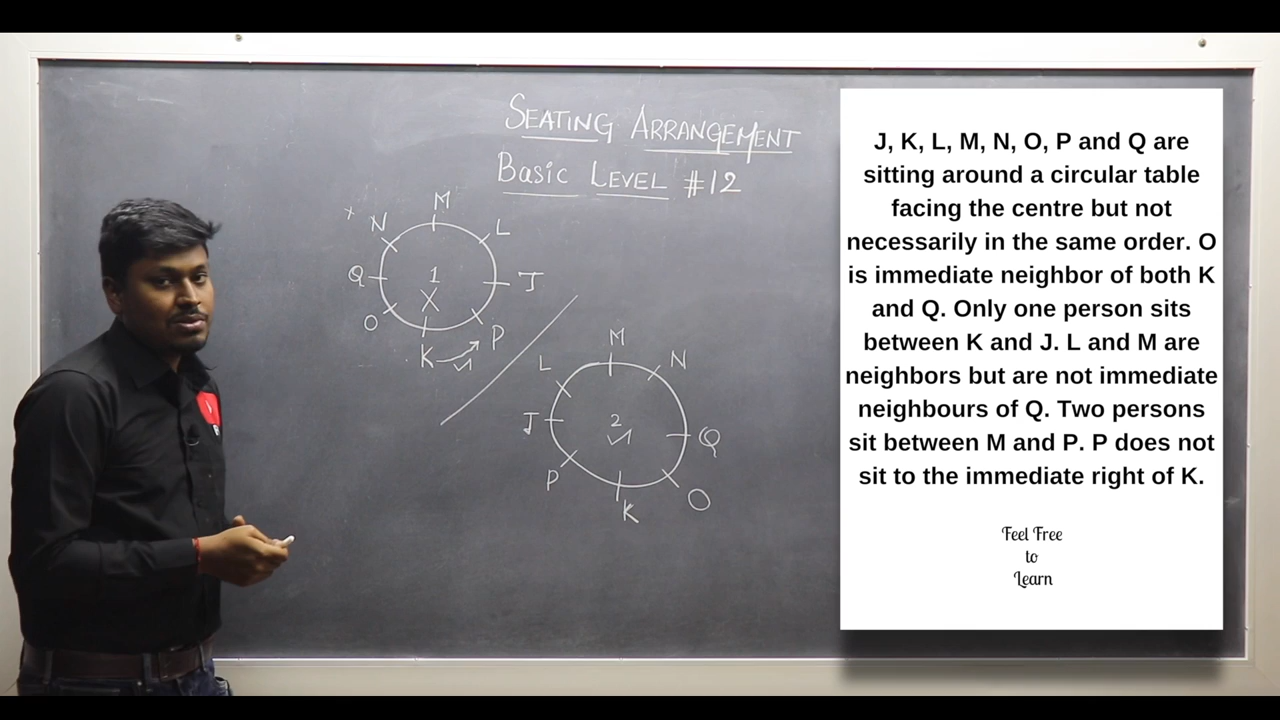 SEATING ARRANGEMENT
Basic LEVEL #12
M
N
L
Q
1
J
X
O
K
P
M
L
N
J
2
Q
P
K
O
J, K, L, M, N, O, P and Q are
sitting around a circular table
facing the centre but not
necessarily in the same order. O
is immediate neighbor of both K
and Q. Only one person sits
between K and J. L and M are
neighbors but are not immediate
neighbours of Q. Two persons
sit between M and P. P does not
sit to the immediate right of K.
Feel Free
to
Learn